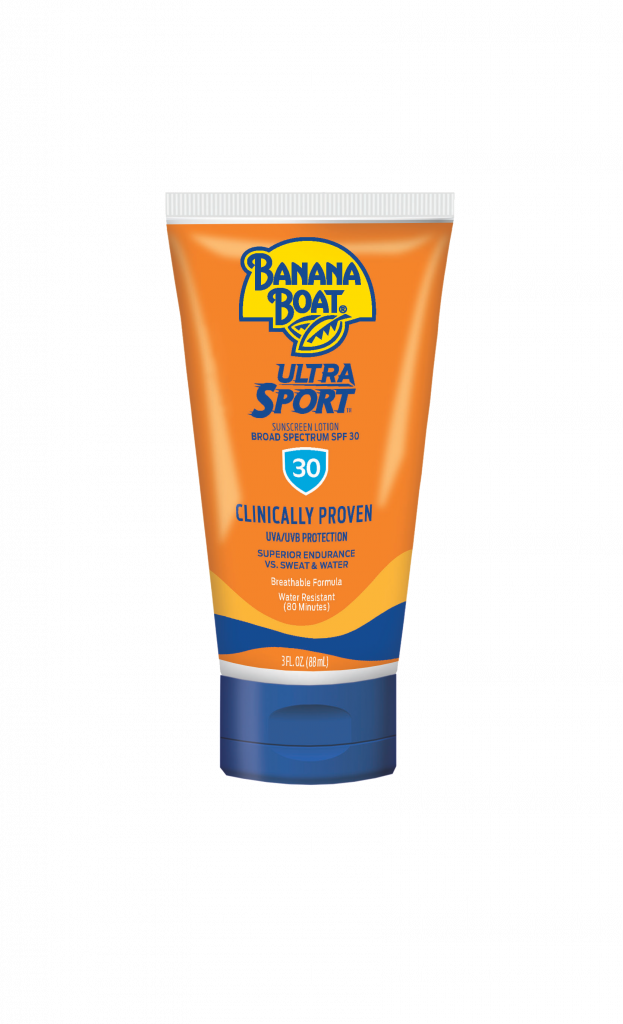 BANANA
BOAT®
ULTRA
SPORT™
SUNSCREEN LOTION
BROAD SPECTRUM SPF 30
30
CLINICALLY PROVEN
UVA/UVB PROTECTION
SUPERIOR ENDURANCE
VS. SWEAT & WATER
Breathable Formula
Water Resistant
(80 Minutes)
3 FL. OZ. (88 mL)